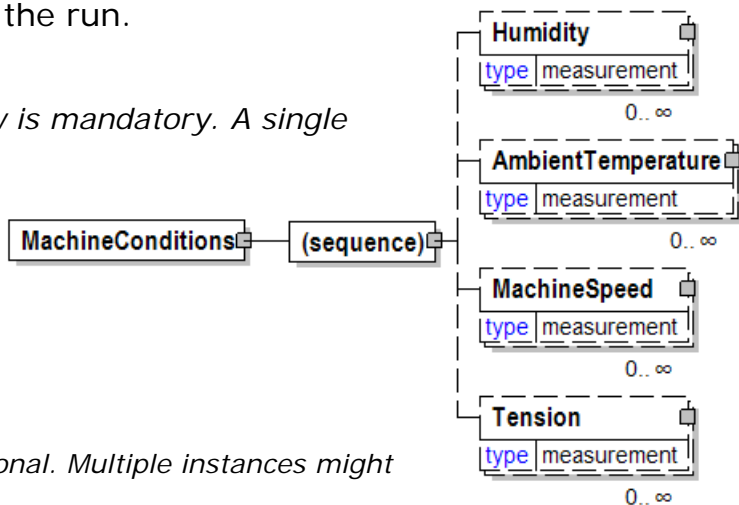 the run.
is mandatory. A single
onal. Multiple instances might
MachineConditions
(sequence)
Humidity
type measurement
0.. ∞
AmbientTemperature
type measurement
0.. ∞
MachineSpeed
type measurement
0.. ∞
Tension
type measurement
0.. ∞